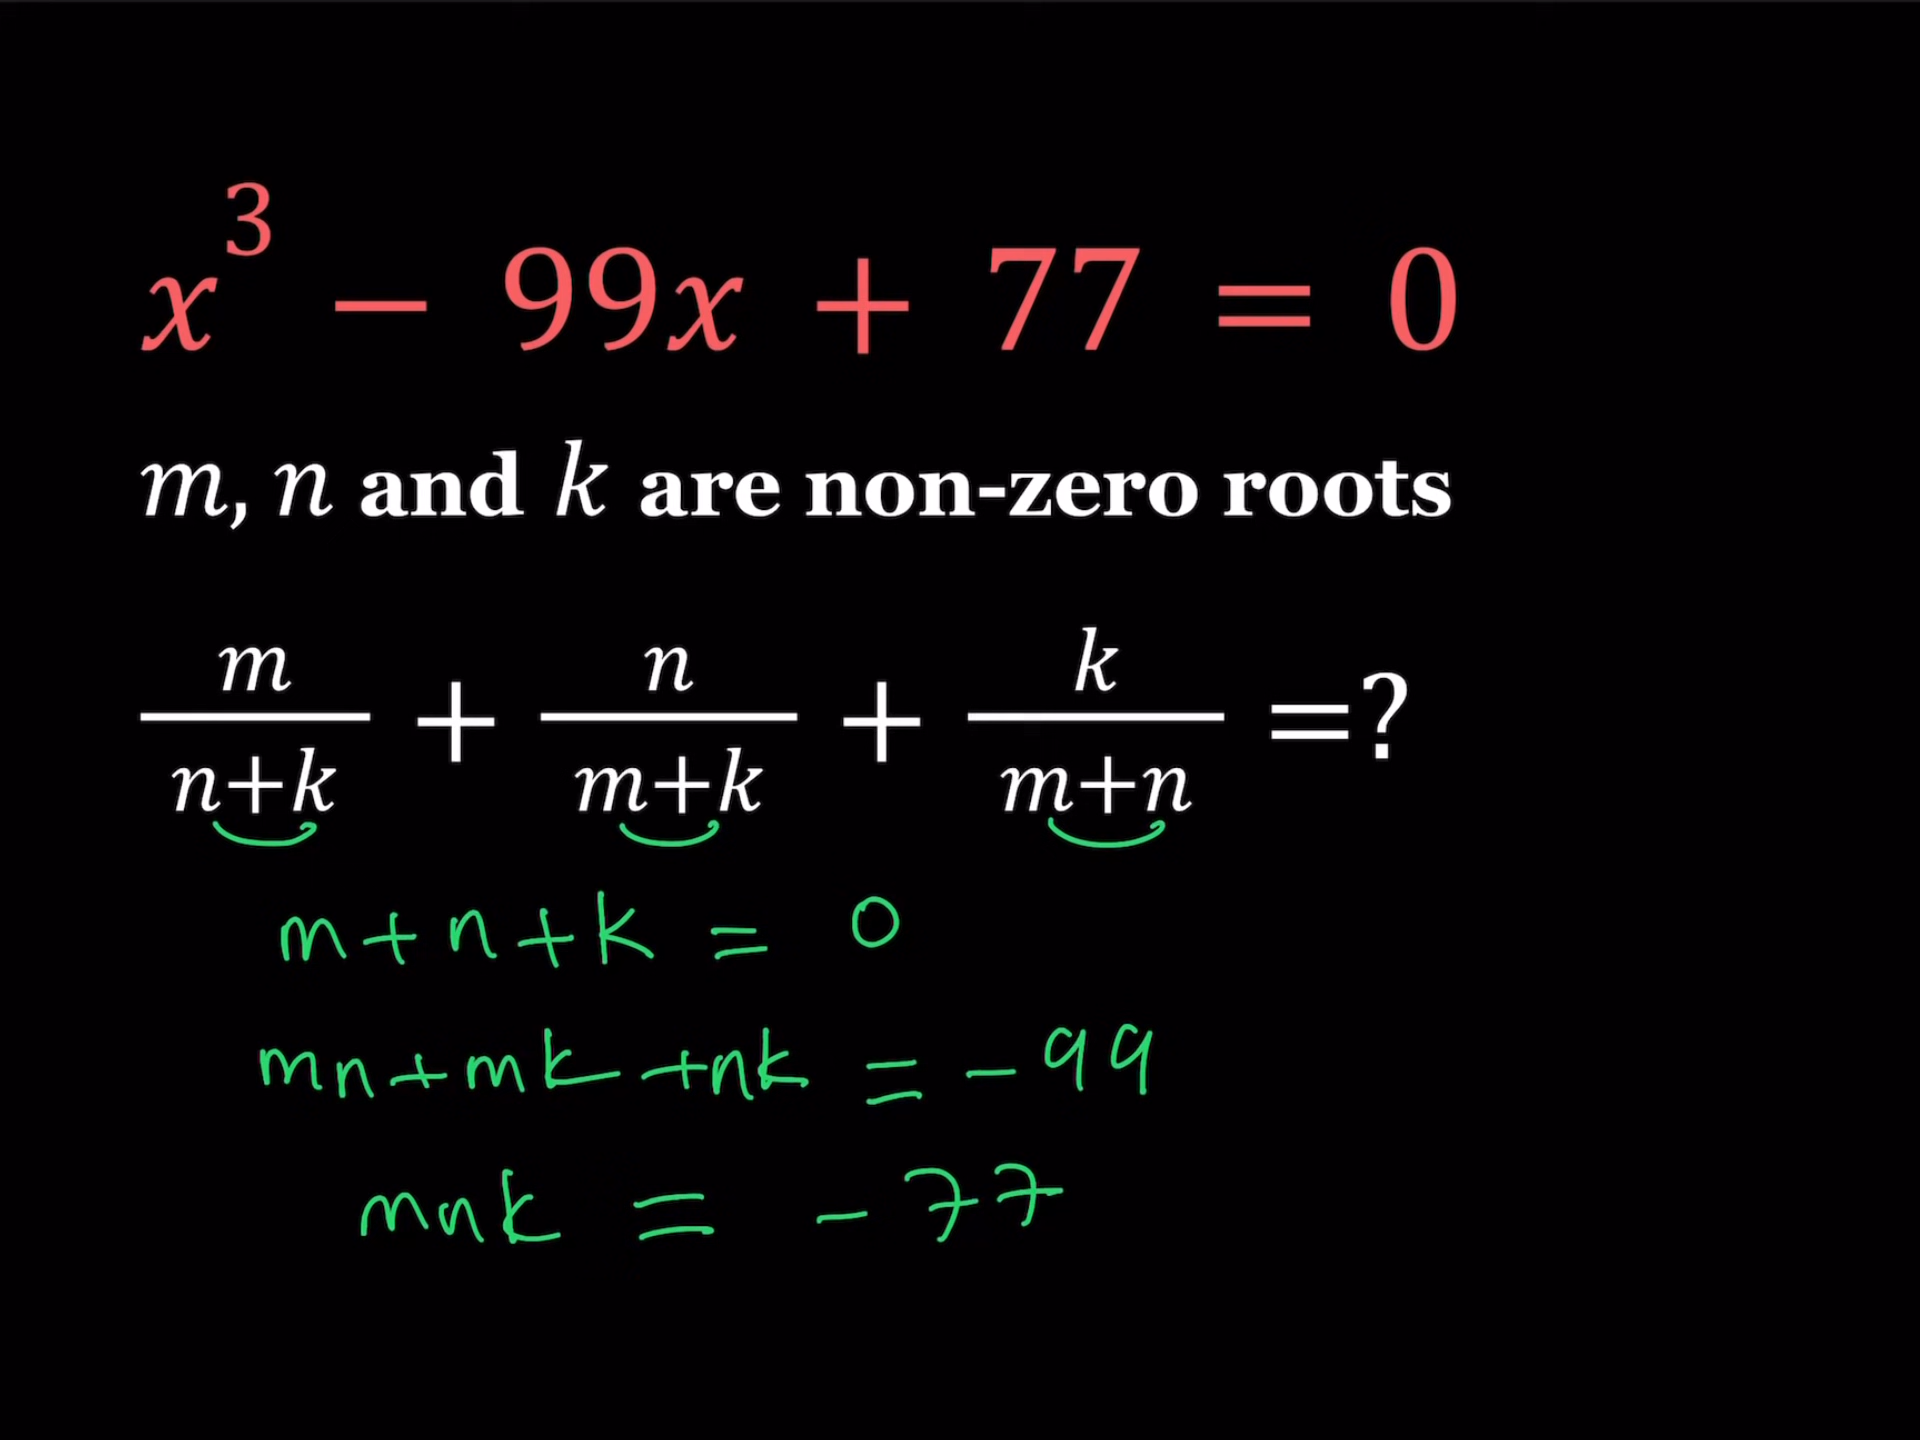 x³ − 99x + 77 = 0
m, n and k are non-zero roots
m/(n+k) + n/(m+k) + k/(m+n) =?
m+n+k = 0
mn+mk+nk = -99
mnk = -77